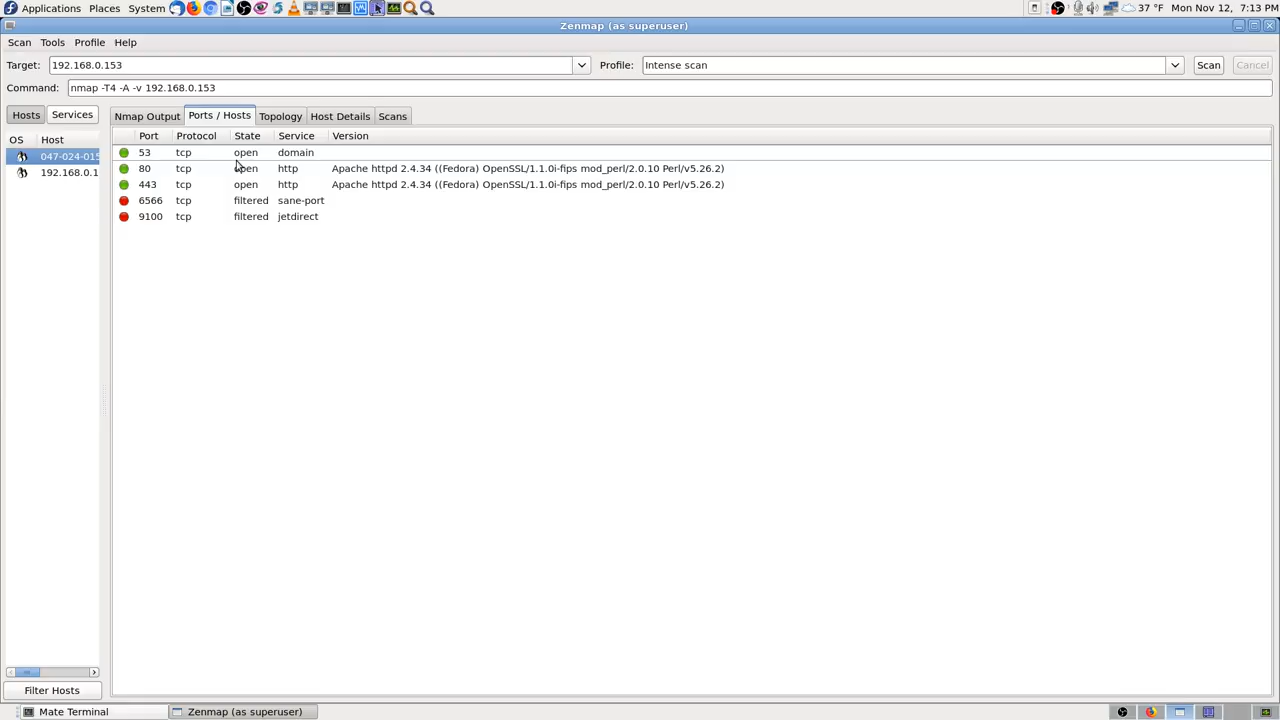 Applications Places System 37 °F Mon Nov 12, 7:13 PM
Zenmap (as superuser)
Scan Tools Profile Help
Target: 192.168.0.153 Profile: Intense scan Scan Cancel
Command: nmap -T4 -A -v 192.168.0.153
Hosts Services Nmap Output Ports / Hosts Topology Host Details Scans
OS Host Port Protocol State Service Version
047-024-015 53 tcp open domain
192.168.0.1 80 tcp open http Apache httpd 2.4.34 ((Fedora) OpenSSL/1.1.0i-fips mod_perl/2.0.10 Perl/v5.26.2)
443 tcp open http Apache httpd 2.4.34 ((Fedora) OpenSSL/1.1.0i-fips mod_perl/2.0.10 Perl/v5.26.2)
6566 tcp filtered sane-port
9100 tcp filtered jetdirect
Filter Hosts
Mate Terminal Zenmap (as superuser)